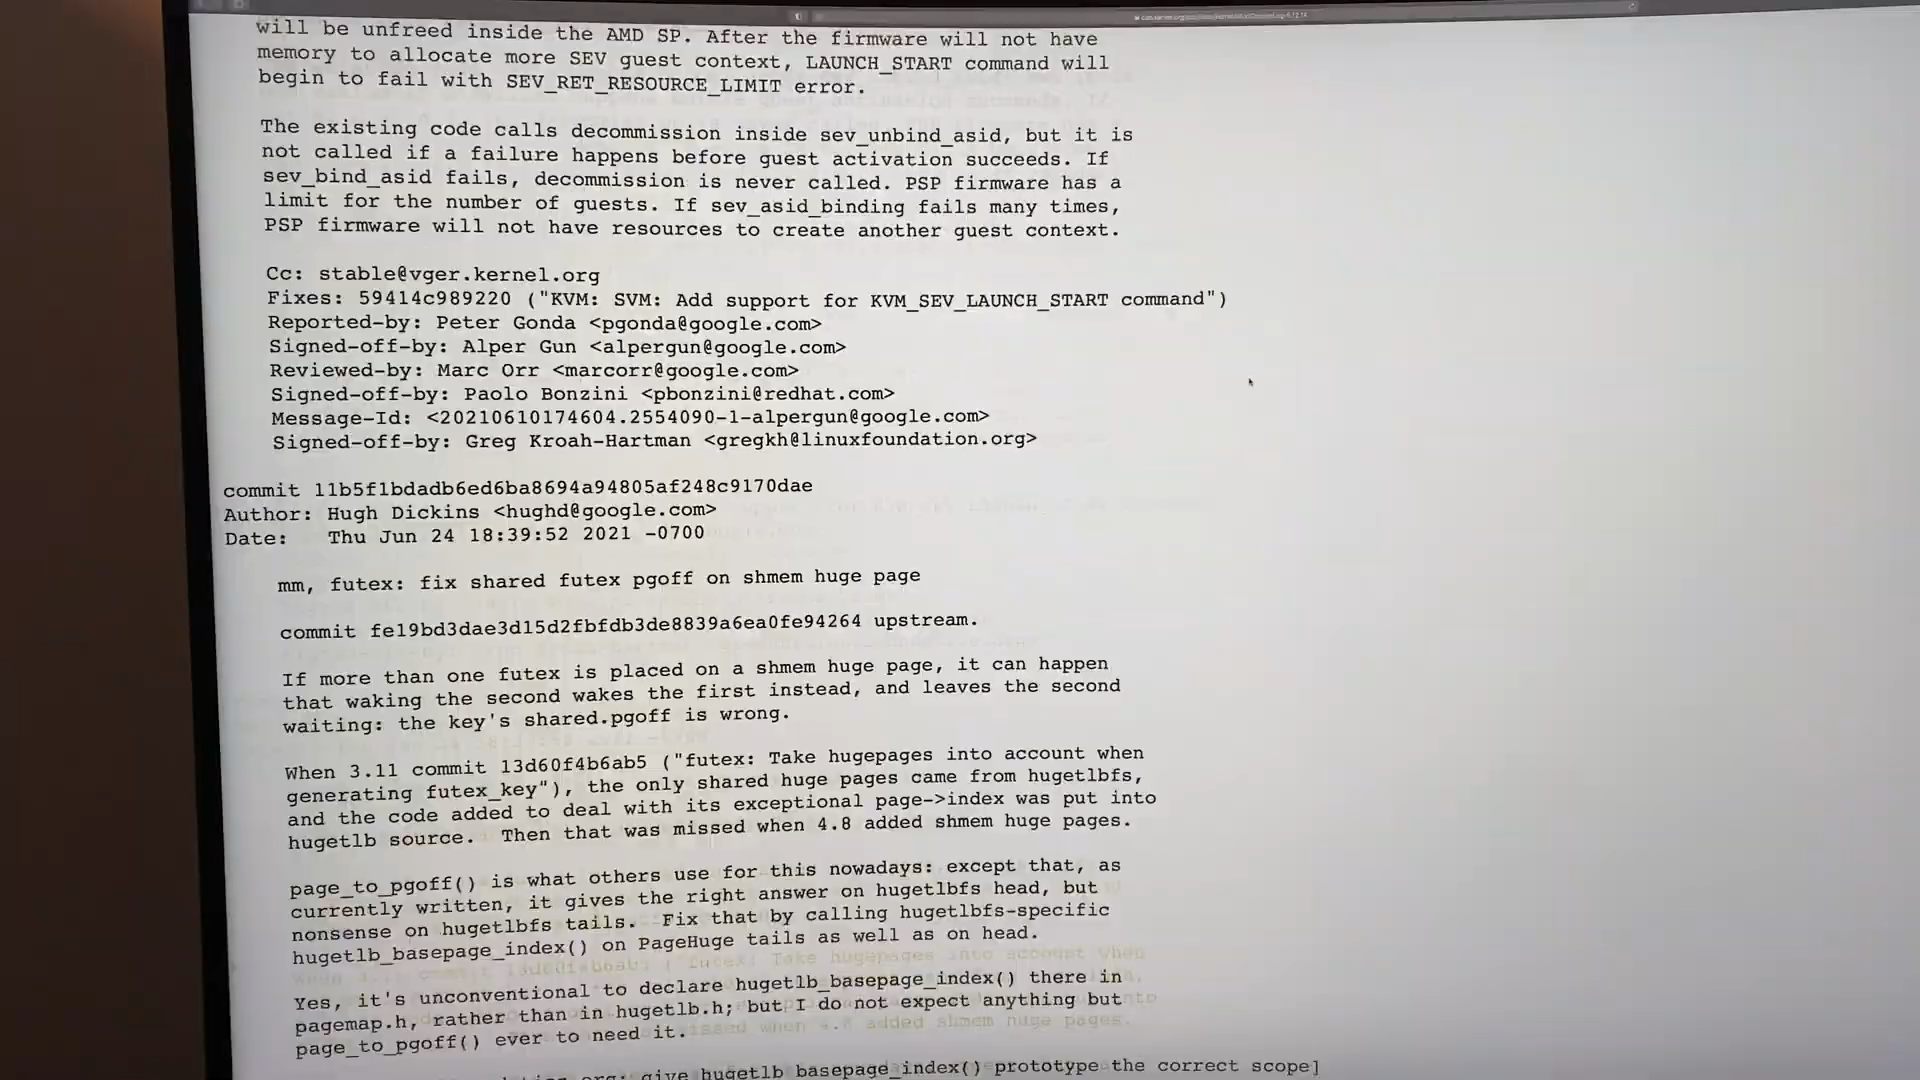 will be unfreed inside the AMD SP. After the firmware will not have
memory to allocate more SEV guest context, LAUNCH_START command will
begin to fail with SEV_RET_RESOURCE_LIMIT error.
The existing code calls decommission inside sev_unbind_asid, but it is
not called if a failure happens before guest activation succeeds. If
sev_bind_asid fails, decommission is never called. PSP firmware has a
limit for the number of guests. If sev_asid_binding fails many times,
PSP firmware will not have resources to create another guest context.
Cc: stable@vger.kernel.org
Fixes: 59414c989220 ("KVM: SVM: Add support for KVM_SEV_LAUNCH_START command")
Reported-by: Peter Gonda <pgonda@google.com>
Signed-off-by: Alper Gun <alpergun@google.com>
Reviewed-by: Marc Orr <marcorr@google.com>
Signed-off-by: Paolo Bonzini <pbonzini@redhat.com>
Message-Id: <20210610174604.2554090-1-alpergun@google.com>
Signed-off-by: Greg Kroah-Hartman <gregkh@linuxfoundation.org>
commit 11b5f1bdadb6ed6ba8694a94805af248c9170dae
Author: Hugh Dickins <hughd@google.com>
Date: Thu Jun 24 18:39:52 2021 -0700
mm, futex: fix shared futex pgoff on shmem huge page
commit fe19bd3dae3d15d2fbfdb3de8839a6ea0fe94264 upstream.
If more than one futex is placed on a shmem huge page, it can happen
that waking the second wakes the first instead, and leaves the second
waiting: the key's shared.pgoff is wrong.
When 3.11 commit 13d60f4b6ab5 ("futex: Take hugepages into account when
generating futex_key"), the only shared huge pages came from hugetlbfs,
and the code added to deal with its exceptional page->index was put into
hugetlb source. Then that was missed when 4.8 added shmem huge pages.
page_to_pgoff() is what others use for this nowadays: except that, as
currently written, it gives the right answer on hugetlbfs head, but
nonsense on hugetlbfs tails. Fix that by calling hugetlbfs-specific
hugetlb_basepage_index() on PageHuge tails as well as on head.
Yes, it's unconventional to declare hugetlb_basepage_index() there in
pagemap.h, rather than in hugetlb.h; but I do not expect anything but
page_to_pgoff() ever to need it.
give hugetlb_basepage_index() prototype the correct scope]